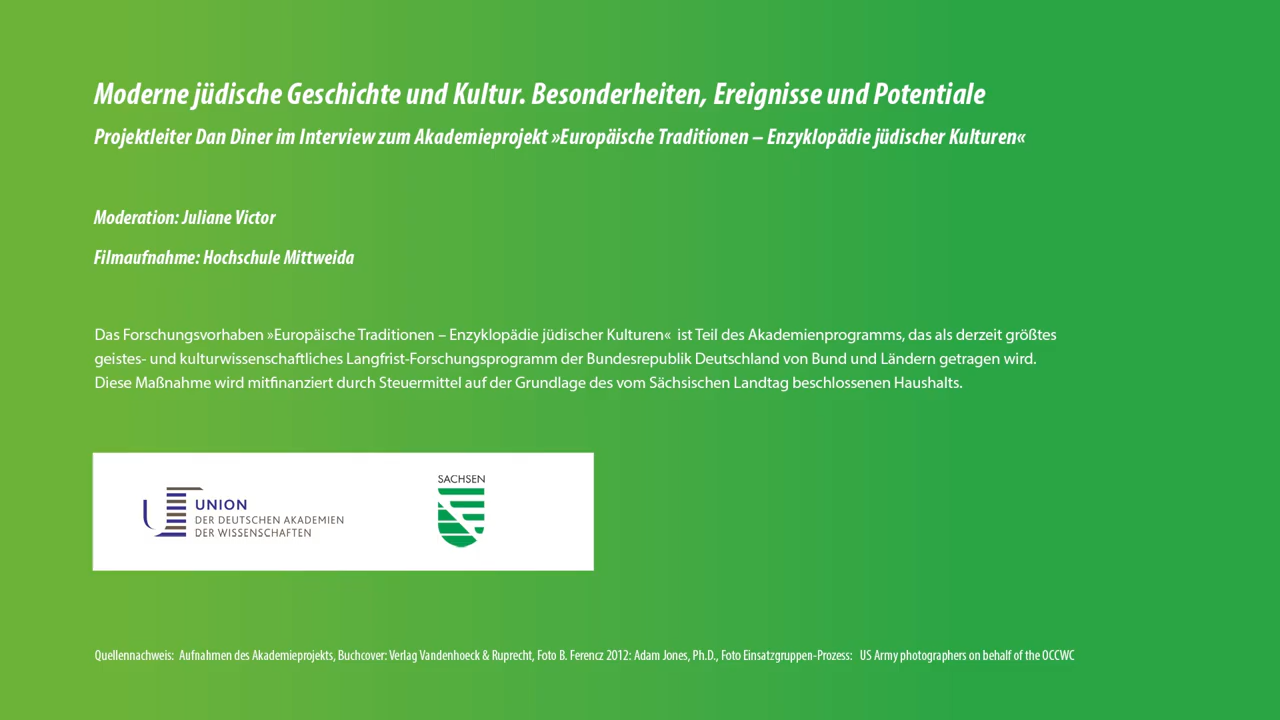 Moderne jüdische Geschichte und Kultur. Besonderheiten, Ereignisse und Potentiale
Projektleiter Dan Diner im Interview zum Akademieprojekt »Europäische Traditionen – Enzyklopädie jüdischer Kulturen«
Moderation: Juliane Victor
Filmaufnahme: Hochschule Mittweida
Das Forschungsvorhaben »Europäische Traditionen – Enzyklopädie jüdischer Kulturen« ist Teil des Akademienprogramms, das als derzeit größtes
geistes- und kulturwissenschaftliches Langfrist-Forschungsprogramm der Bundesrepublik Deutschland von Bund und Ländern getragen wird.
Diese Maßnahme wird mitfinanziert durch Steuermittel auf der Grundlage des vom Sächsischen Landtag beschlossenen Haushalts.
UNION
DER DEUTSCHEN AKADEMIEN
DER WISSENSCHAFTEN
SACHSEN
Quellennachweis: Aufnahmen des Akademieprojekts, Buchcover: Verlag Vandenhoeck & Ruprecht, Foto B. Ferencz 2012: Adam Jones, Ph.D., Foto Einsatzgruppen-Prozess: US Army photographers on behalf of the OCCWC